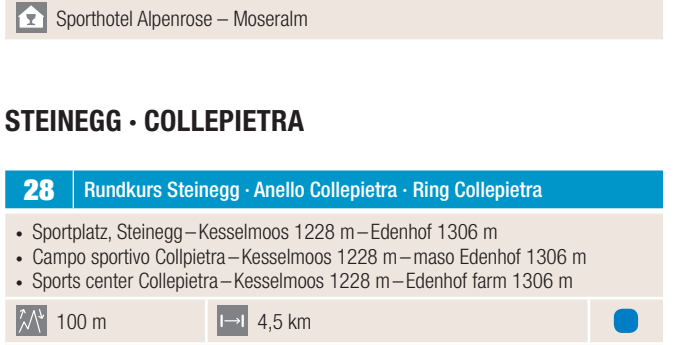 Sporthotel Alpenrose – Moseralm
STEINEGG · COLLEPIETRA
28 Rundkurs Steinegg · Anello Collepietra · Ring Collepietra
• Sportplatz, Steinegg – Kesselmoos 1228 m – Edenhof 1306 m
• Campo sportivo Collpietra – Kesselmoos 1228 m – maso Edenhof 1306 m
• Sports center Collepietra – Kesselmoos 1228 m – Edenhof farm 1306 m
100 m 4,5 km